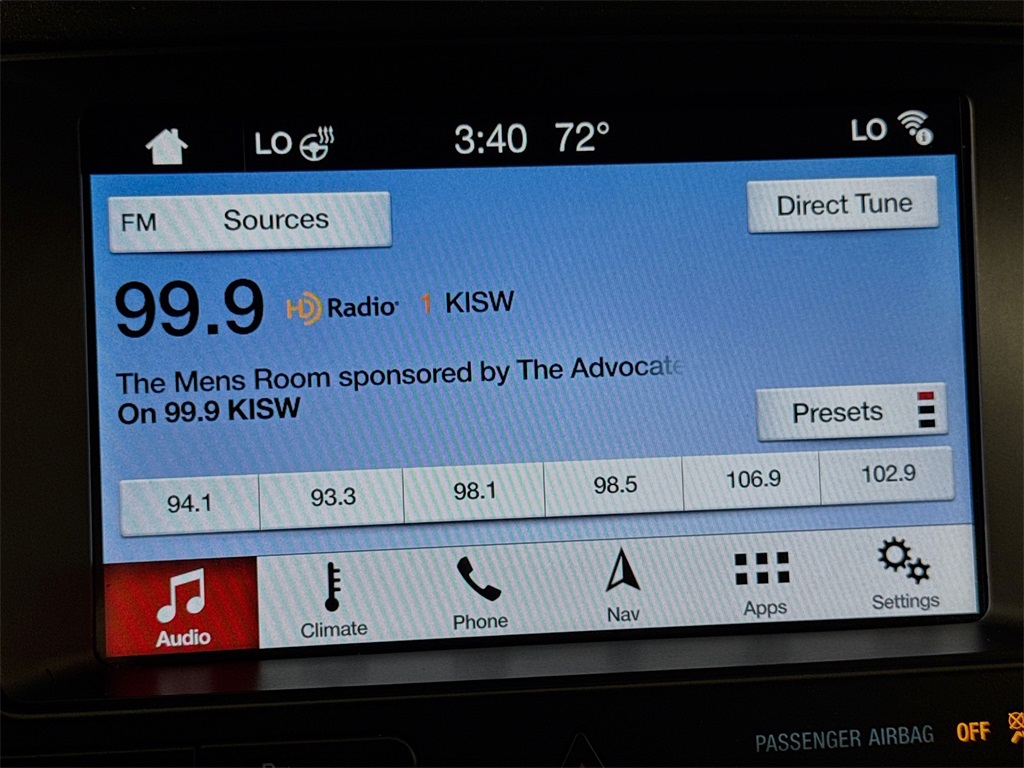 LO 3:40 72° LO
FM Sources Direct Tune
99.9 HD Radio 1 KISW
The Mens Room sponsored by The Advocate
On 99.9 KISW
Presets
94.1 93.3 98.1 98.5 106.9 102.9
Audio Climate Phone Nav Apps Settings
PASSENGER AIRBAG OFF